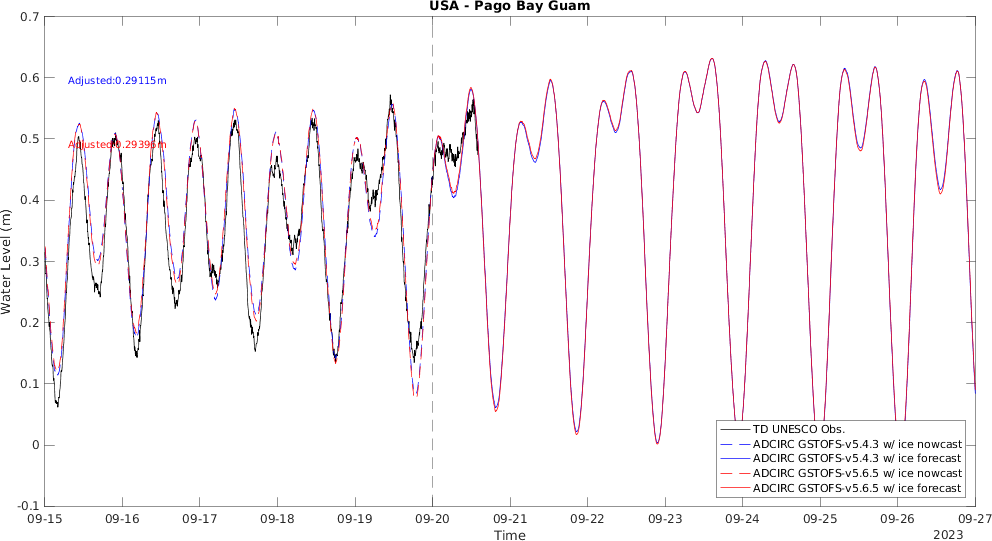 USA - Pago Bay Guam
0.7
0.6
0.5
0.4
0.3
0.2
0.1
0
-0.1
Water Level (m)
Adjusted:0.29115m
Adjusted:0.29396m
TD UNESCO Obs.
ADCIRC GSTOFS-v5.4.3 w/ ice nowcast
ADCIRC GSTOFS-v5.4.3 w/ ice forecast
ADCIRC GSTOFS-v5.6.5 w/ ice nowcast
ADCIRC GSTOFS-v5.6.5 w/ ice forecast
09-15 09-16 09-17 09-18 09-19 09-20 09-21 09-22 09-23 09-24 09-25 09-26 09-27
Time
2023